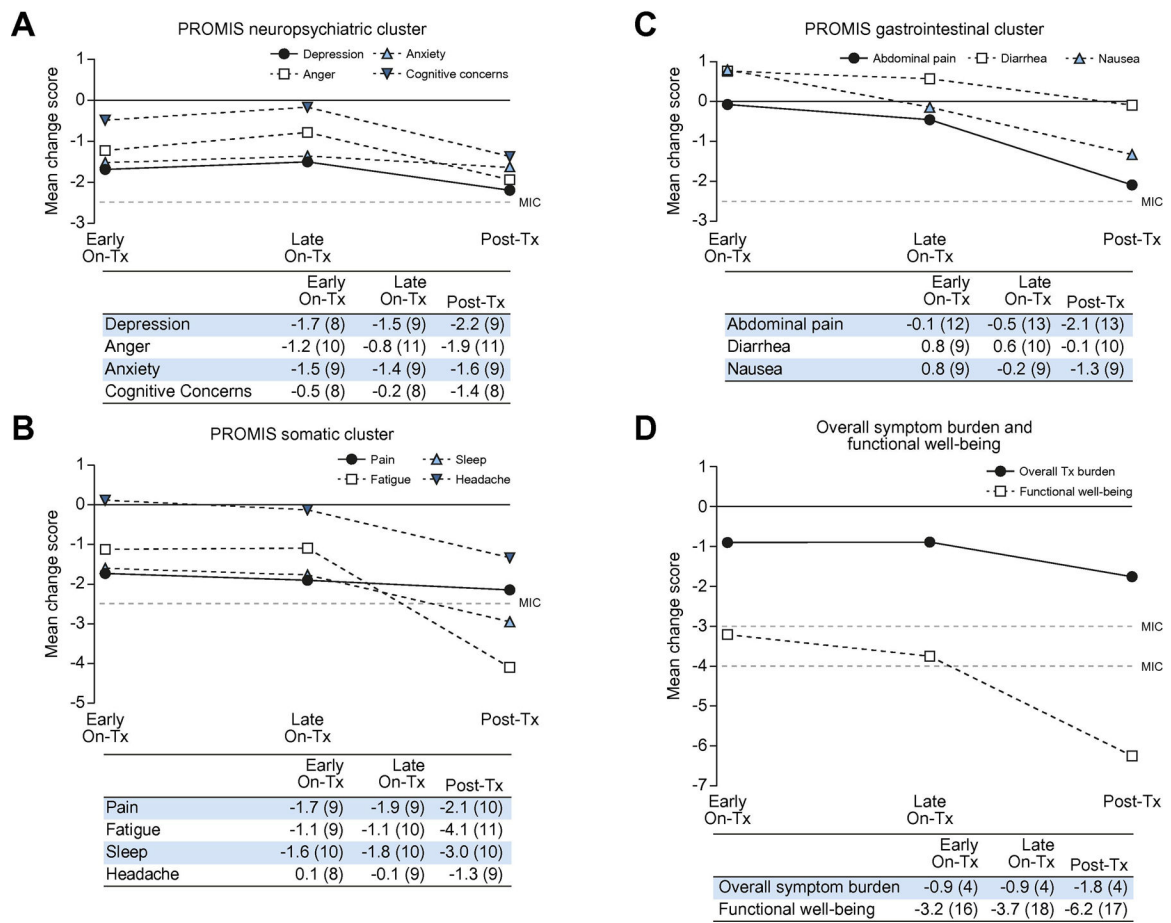 A
PROMIS neuropsychiatric cluster
Depression
Anxiety
Anger
Cognitive concerns
Mean change score
1
0
-1
-2
-3
MIC
Early On-Tx
Late On-Tx
Post-Tx
Early On-Tx Late On-Tx Post-Tx
Depression -1.7 (8) -1.5 (9) -2.2 (9)
Anger -1.2 (10) -0.8 (11) -1.9 (11)
Anxiety -1.5 (9) -1.4 (9) -1.6 (9)
Cognitive Concerns -0.5 (8) -0.2 (8) -1.4 (8)
B
PROMIS somatic cluster
Pain
Sleep
Fatigue
Headache
Mean change score
1
0
-1
-2
-3
-4
-5
MIC
Early On-Tx
Late On-Tx
Post-Tx
Early On-Tx Late On-Tx Post-Tx
Pain -1.7 (9) -1.9 (9) -2.1 (10)
Fatigue -1.1 (9) -1.1 (10) -4.1 (11)
Sleep -1.6 (10) -1.8 (10) -3.0 (10)
Headache 0.1 (8) -0.1 (9) -1.3 (9)
C
PROMIS gastrointestinal cluster
Abdominal pain
Diarrhea
Nausea
Mean change score
1
0
-1
-2
-3
MIC
Early On-Tx
Late On-Tx
Post-Tx
Early On-Tx Late On-Tx Post-Tx
Abdominal pain -0.1 (12) -0.5 (13) -2.1 (13)
Diarrhea 0.8 (9) 0.6 (10) -0.1 (10)
Nausea 0.8 (9) -0.2 (9) -1.3 (9)
D
Overall symptom burden and
functional well-being
Overall Tx burden
Functional well-being
Mean change score
1
0
-1
-2
-3
-4
-5
-6
-7
MIC
MIC
Early On-Tx
Late On-Tx
Post-Tx
Early On-Tx Late On-Tx Post-Tx
Overall symptom burden -0.9 (4) -0.9 (4) -1.8 (4)
Functional well-being -3.2 (16) -3.7 (18) -6.2 (17)